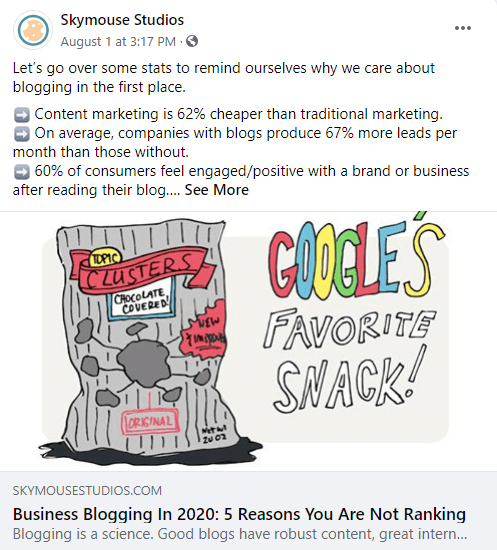 Skymouse Studios
August 1 at 3:17 PM ·
Let's go over some stats to remind ourselves why we care about
blogging in the first place.
➡ Content marketing is 62% cheaper than traditional marketing.
➡ On average, companies with blogs produce 67% more leads per
month than those without.
➡ 60% of consumers feel engaged/positive with a brand or business
after reading their blog.... See More
TOPIC
CLUSTERS
CHOCOLATE
COVERED!
NEW
ORIGINAL
NET WT
20 OZ
GOOGLE'S
FAVORITE
SNACK!
SKYMOUSESTUDIOS.COM
Business Blogging In 2020: 5 Reasons You Are Not Ranking
Blogging is a science. Good blogs have robust content, great intern...